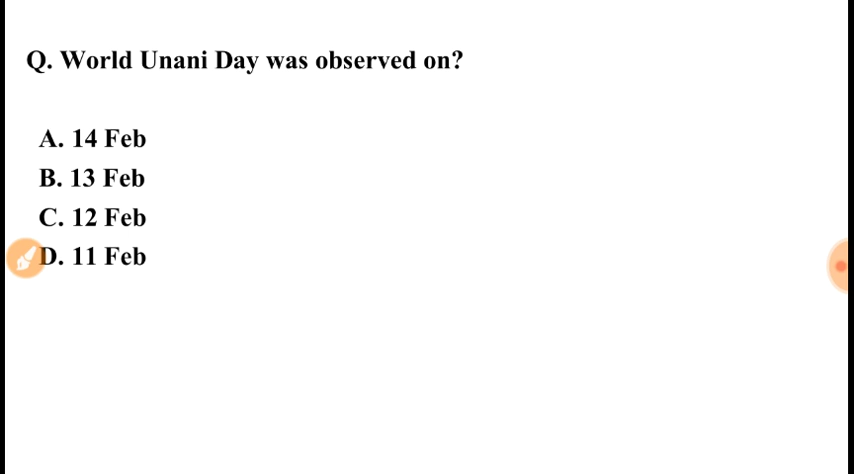 Q. World Unani Day was observed on?
A. 14 Feb
B. 13 Feb
C. 12 Feb
D. 11 Feb